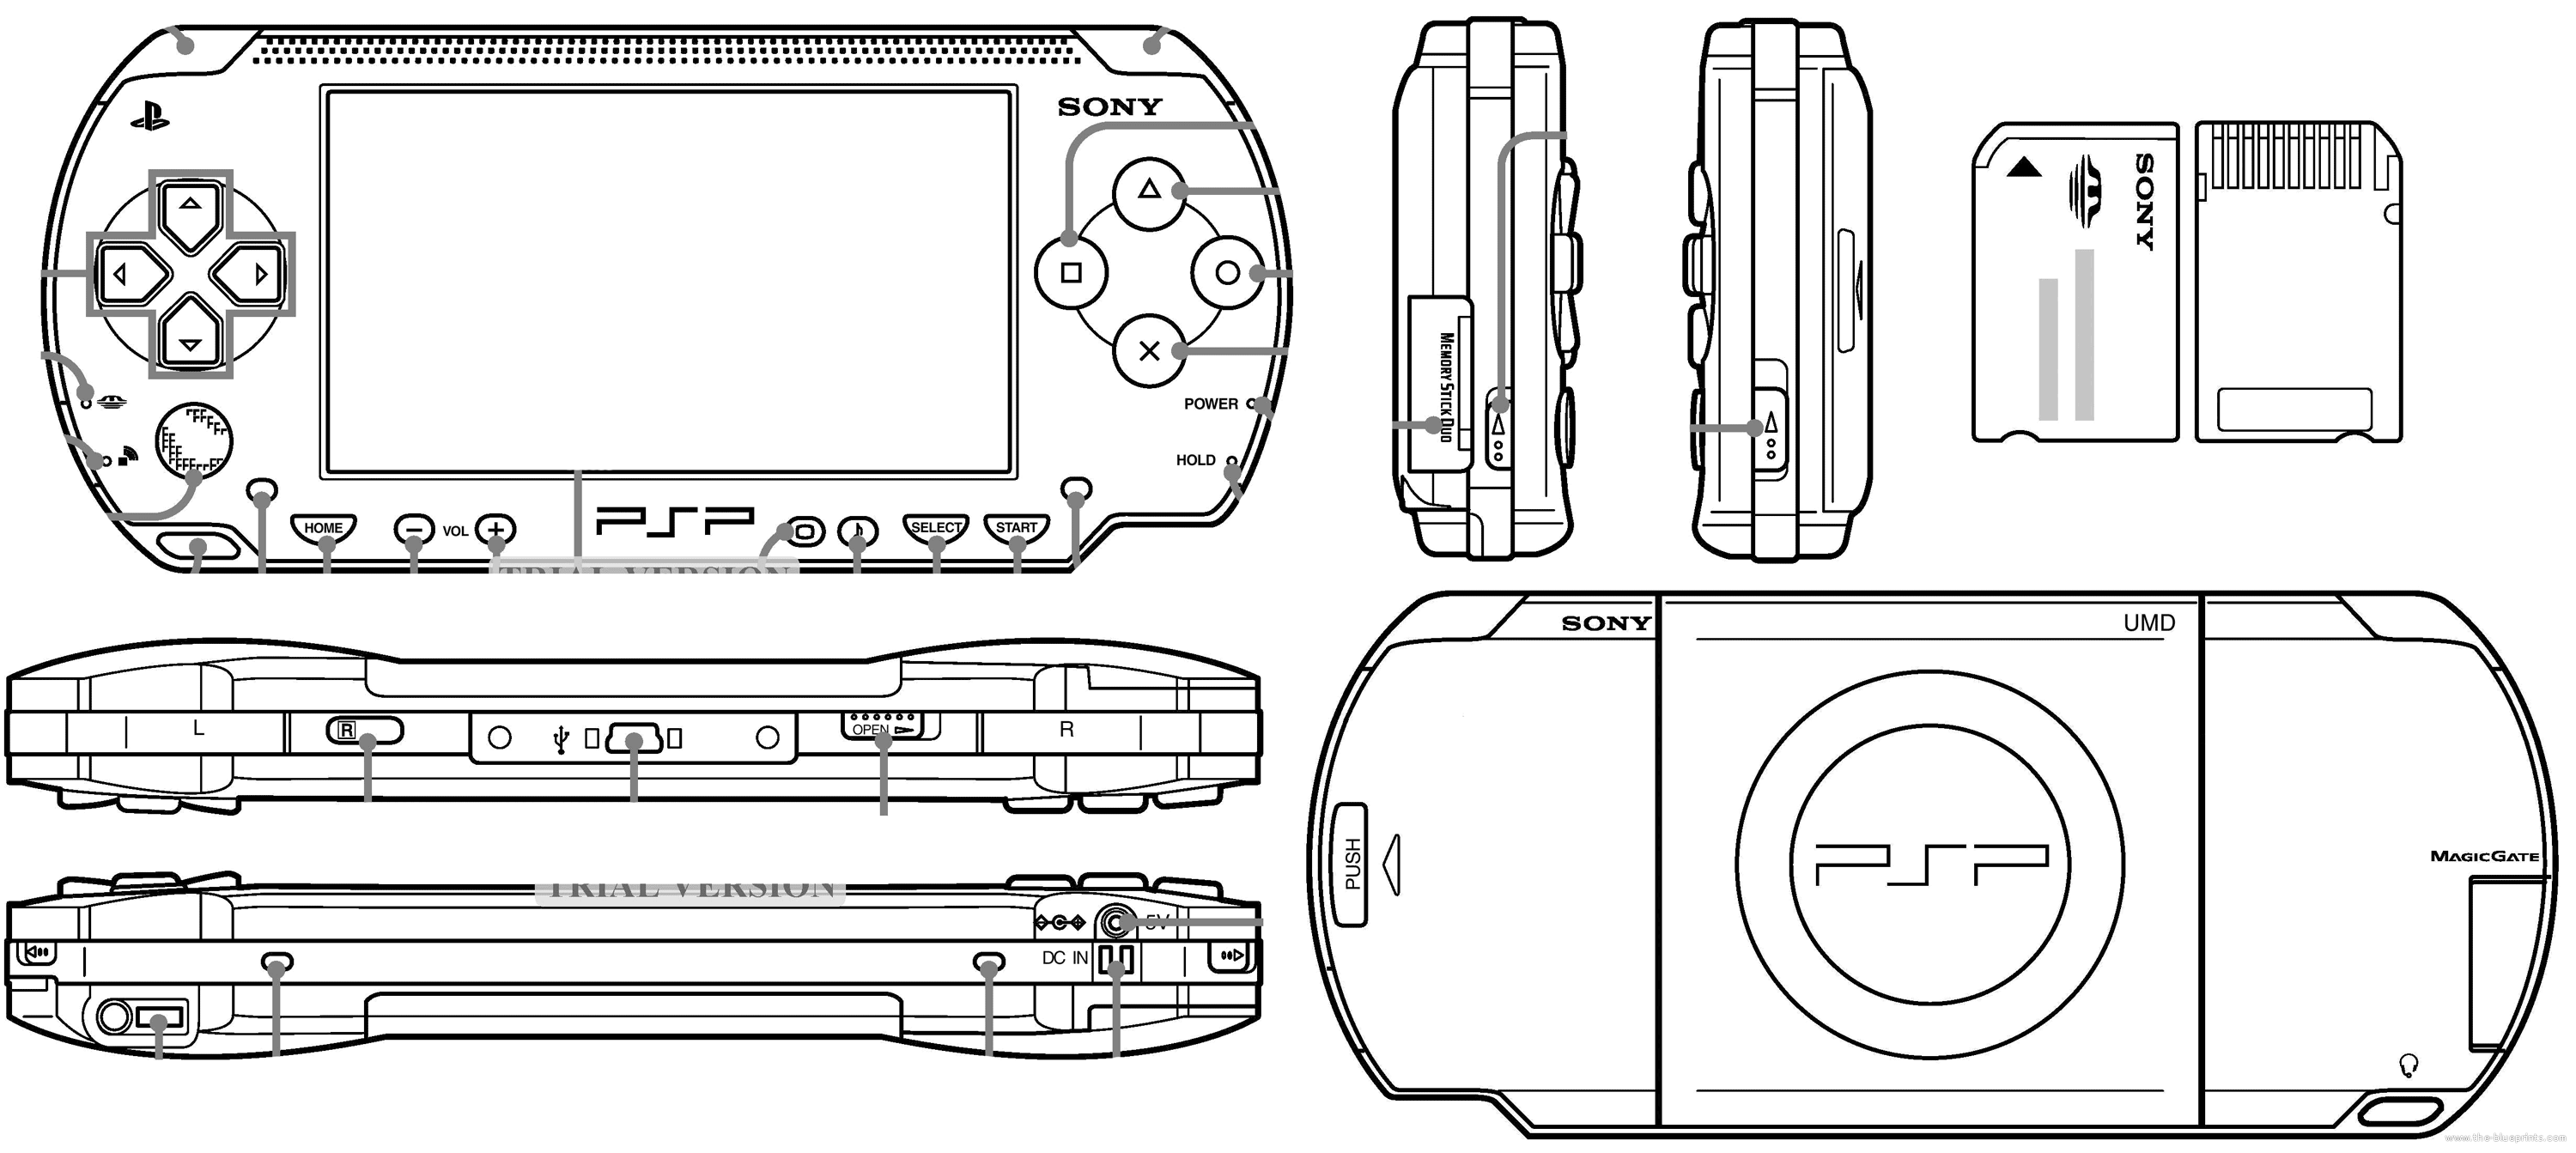 SONY
POWER
HOLD
HOME
VOL
PSP
SELECT
START
TRIAL VERSION
MEMORY STICK DUO
SONY
L
R
OPEN
R
TRIAL VERSION
5V
DC IN
SONY
UMD
PUSH
PSP
MAGICGATE
www.the-blueprints.com